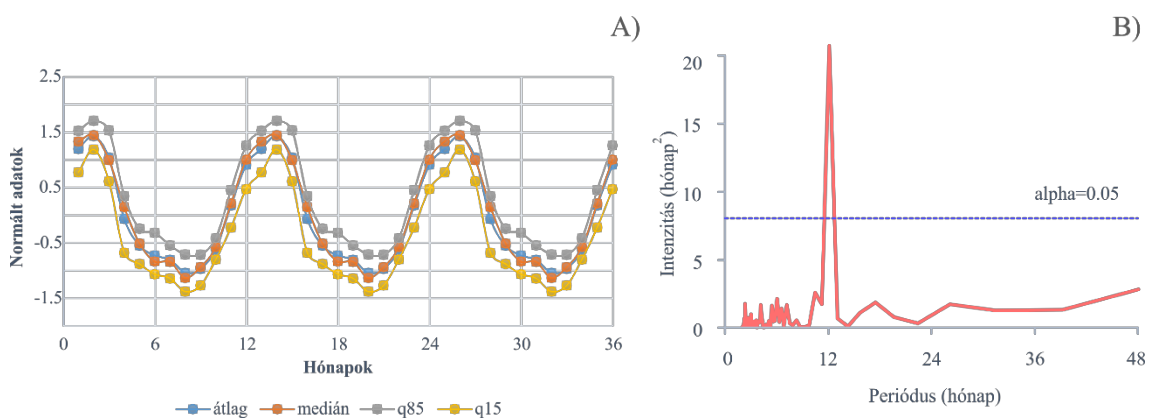 A)
Normált adatok
2.5
1.5
0.5
-0.5
-1.5
0 6 12 18 24 30 36
Hónapok
átlag medián q85 q15
B)
Intenzitás (hónap²)
20
15
10
5
0
alpha=0.05
0 12 24 36 48
Periódus (hónap)